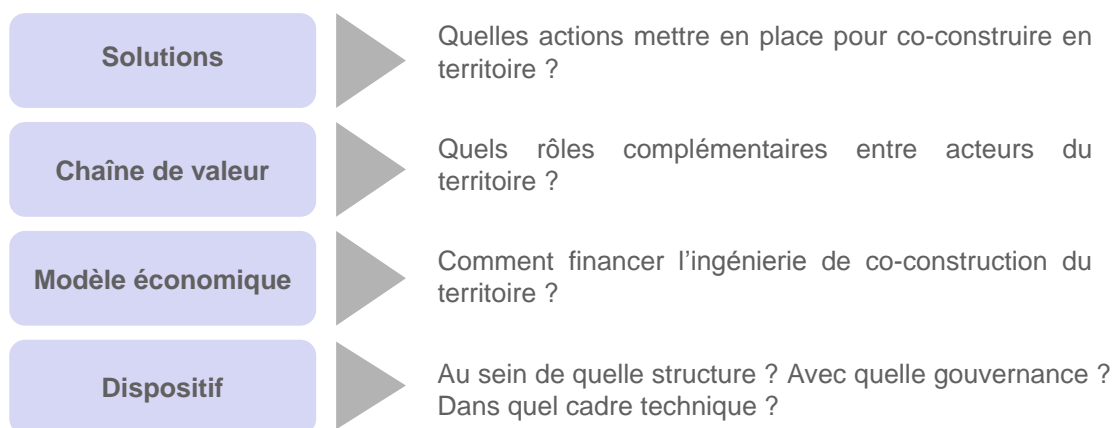 Solutions
Quelles actions mettre en place pour co-construire en
territoire ?
Chaîne de valeur
Quels rôles complémentaires entre acteurs du
territoire ?
Modèle économique
Comment financer l’ingénierie de co-construction du
territoire ?
Dispositif
Au sein de quelle structure ? Avec quelle gouvernance ?
Dans quel cadre technique ?